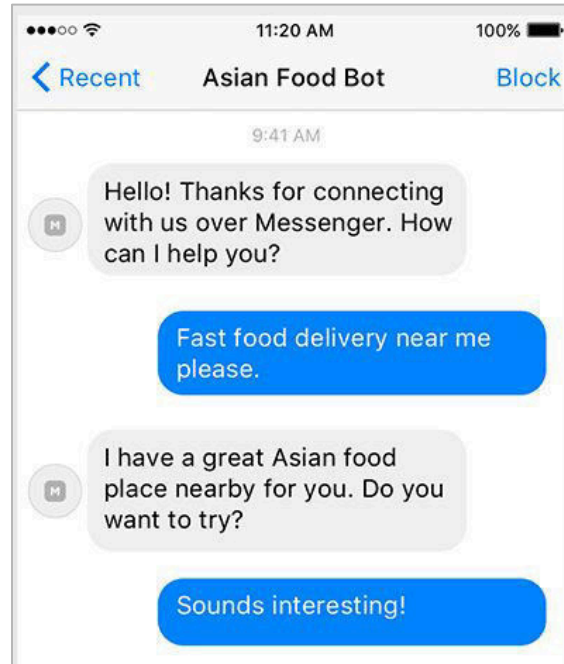 11:20 AM 100%
Recent Asian Food Bot Block
9:41 AM
Hello! Thanks for connecting
with us over Messenger. How
can I help you?
Fast food delivery near me
please.
M
I have a great Asian food
place nearby for you. Do you
want to try?
M
Sounds interesting!